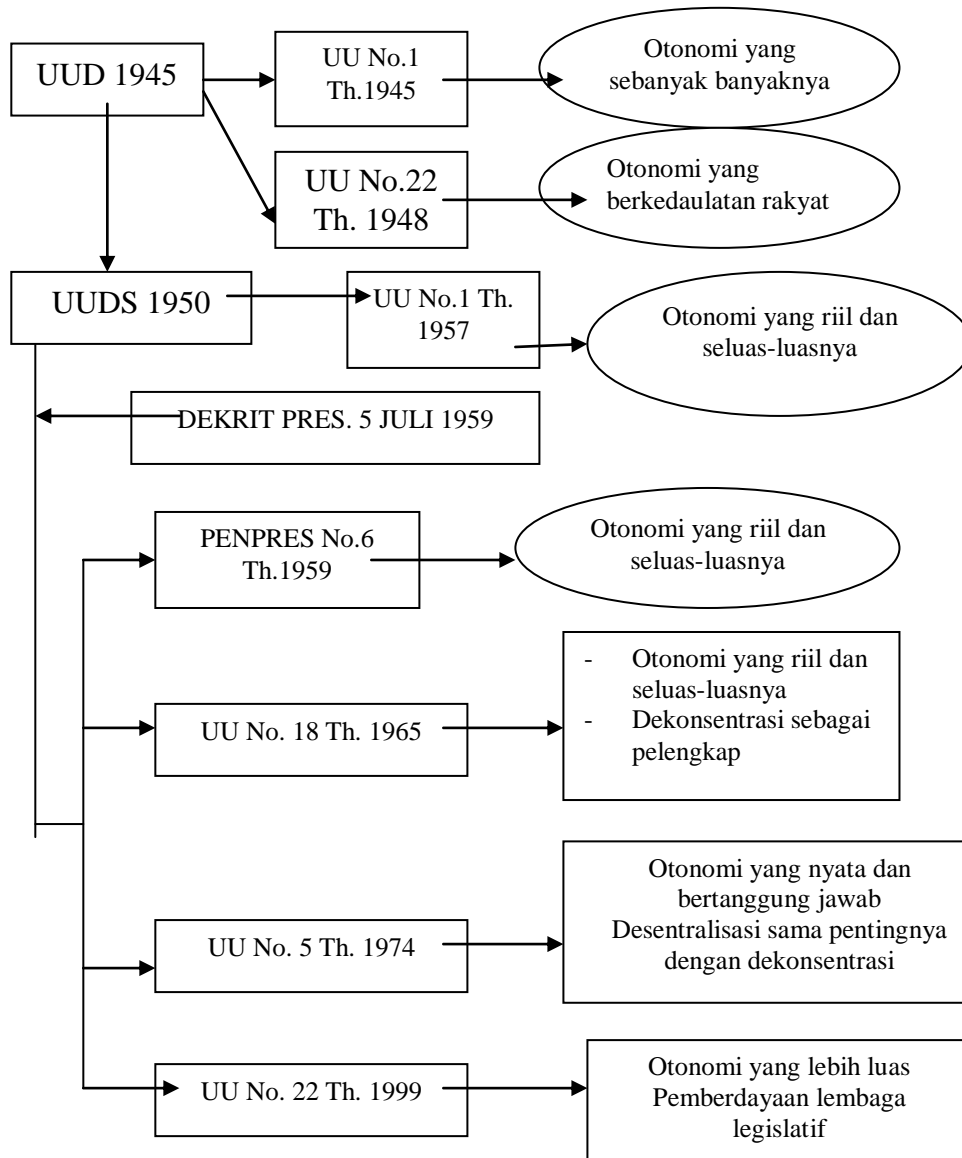 UUD 1945
UU No.1
Th.1945
Otonomi yang
sebanyak banyaknya
UU No.22
Th. 1948
Otonomi yang
berkedaulatan rakyat
UUDS 1950
UU No.1 Th.
1957
Otonomi yang riil dan
seluas-luasnya
DEKRIT PRES. 5 JULI 1959
PENPRES No.6
Th.1959
Otonomi yang riil dan
seluas-luasnya
UU No. 18 Th. 1965
- Otonomi yang riil dan
seluas-luasnya
- Dekonsentrasi sebagai
pelengkap
UU No. 5 Th. 1974
Otonomi yang nyata dan
bertanggung jawab
Desentralisasi sama pentingnya
dengan dekonsentrasi
UU No. 22 Th. 1999
Otonomi yang lebih luas
Pemberdayaan lembaga
legislatif